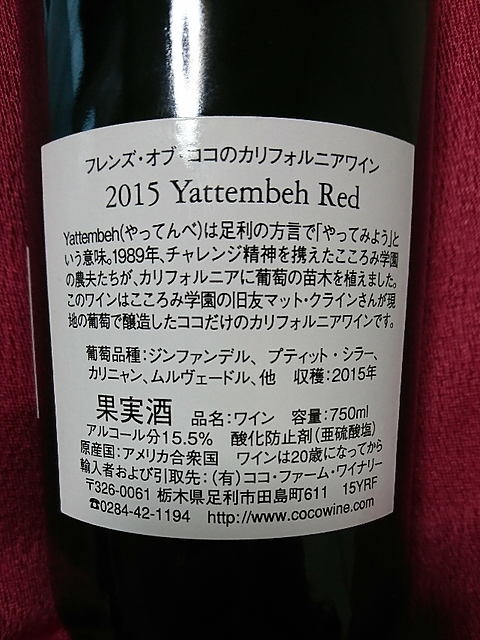 フレンズ・オブ・ココのカリフォルニアワイン
2015 Yattembeh Red
Yattembeh(やってんべ)は足利の方言で「やってみよう」と
いう意味。1989年、チャレンジ精神を携えたこころみ学園
の農夫たちが、カリフォルニアに葡萄の苗木を植えました。
このワインはこころみ学園の旧友マット・クラインさんが現
地の葡萄で醸造したココだけのカリフォルニアワインです。
葡萄品種：ジンファンデル、 プティット・シラー、
カリニャン、ムルヴェードル、他 収穫：2015年
果実酒 品名：ワイン 容量：750ml
アルコール分15.5% 酸化防止剤(亜硫酸塩)
原産国：アメリカ合衆国 ワインは20歳になってから
輸入者および引取先：(有)ココ・ファーム・ワイナリー
〒326-0061 栃木県足利市田島町611 15YRF
☎0284-42-1194 http://www.cocowine.com